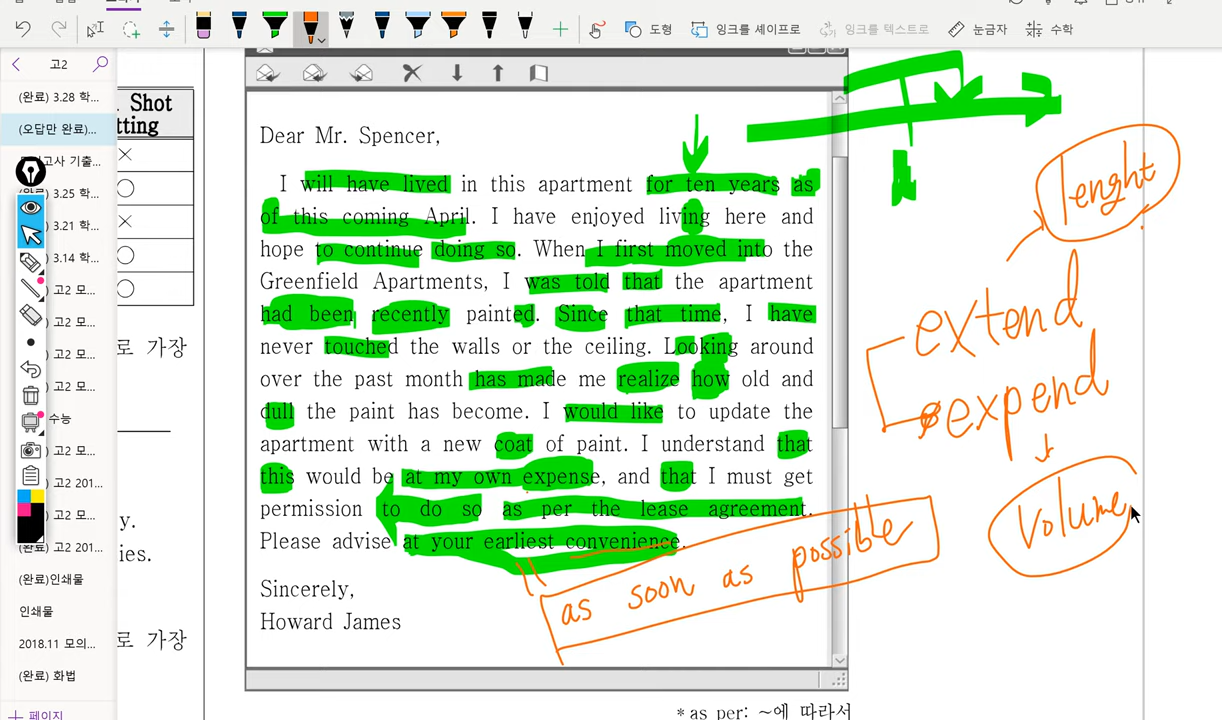 도형
잉크를 셰이프로
잉크를 텍스트로
눈금자
수학
고2
(완료) 3.28 학...
(오답만 완료)...
고사 기출...
3.25 학...
3.21 학...
3.14 학...
고2 모...
고2 모...
고2 모...
고2 모...
수능
고2 모...
고2 201...
고2 모...
고2 201...
(완료)인쇄물
인쇄물
2018.11 모의...
(완료) 화법
페이지
Shot
tting
×
○
×
○
○
로 가장
y.
ies.
로 가장
Dear Mr. Spencer,
I will have lived in this apartment for ten years as
of this coming April. I have enjoyed living here and
hope to continue doing so. When I first moved into the
Greenfield Apartments, I was told that the apartment
had been recently painted. Since that time, I have
never touched the walls or the ceiling. Looking around
over the past month has made me realize how old and
dull the paint has become. I would like to update the
apartment with a new coat of paint. I understand that
this would be at my own expense, and that I must get
permission to do so as per the lease agreement.
Please advise at your earliest convenience.
Sincerely,
Howard James
as soon as possible
lenght
extend
expend
volume
* as per: ~에 따라서